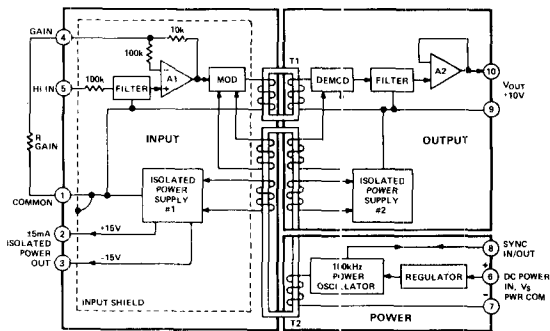 GAIN
4
10k
100k
A1
HI IN
5
100k
FILTER
MOD
T1
DEMCD
FILTER
A2
10
VOUT
±10V
9
R
GAIN
INPUT
OUTPUT
COMMON
1
ISOLATED
POWER
SUPPLY
#1
ISOLATED
POWER
SUPPLY
#2
±5mA
ISOLATED
POWER
OUT
2
+15V
3
-15V
INPUT SHIELD
T2
8
SYNC
IN/OUT
100kHz
POWER
OSCILLATOR
REGULATOR
+
6
DC POWER
IN, VS
PWR COM
-
7
POWER